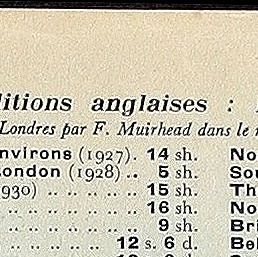 ditions anglaises :
Londres par F. Muirhead dans le
nvirons (1927). 14 sh. No
ondon (1928) .. 5 sh. Sou
930) .. .. .. .. .. 15 sh. Th
.. .. .. .. .. .. 16 sh. No
.. .. .. .. .. .. 9 sh. Bri
.. .. .. .. 12 s. 6 d. Bel